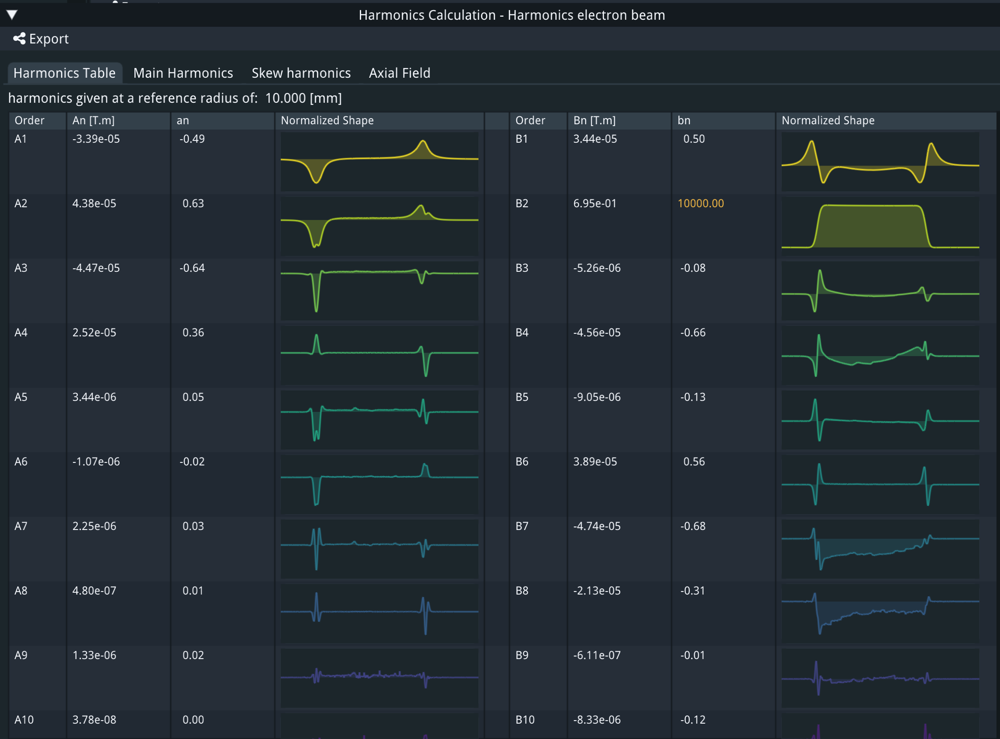 Harmonics Calculation - Harmonics electron beam
Export
Harmonics Table Main Harmonics Skew harmonics Axial Field
harmonics given at a reference radius of: 10.000 [mm]
Order An [T.m] an Normalized Shape Order Bn [T.m] bn Normalized Shape
A1 -3.39e-05 -0.49 B1 3.44e-05 0.50
A2 4.38e-05 0.63 B2 6.95e-01 10000.00
A3 -4.47e-05 -0.64 B3 -5.26e-06 -0.08
A4 2.52e-05 0.36 B4 -4.56e-05 -0.66
A5 3.44e-06 0.05 B5 -9.05e-06 -0.13
A6 -1.07e-06 -0.02 B6 3.89e-05 0.56
A7 2.25e-06 0.03 B7 -4.74e-05 -0.68
A8 4.80e-07 0.01 B8 -2.13e-05 -0.31
A9 1.33e-06 0.02 B9 -6.11e-07 -0.01
A10 3.78e-08 0.00 B10 -8.33e-06 -0.12